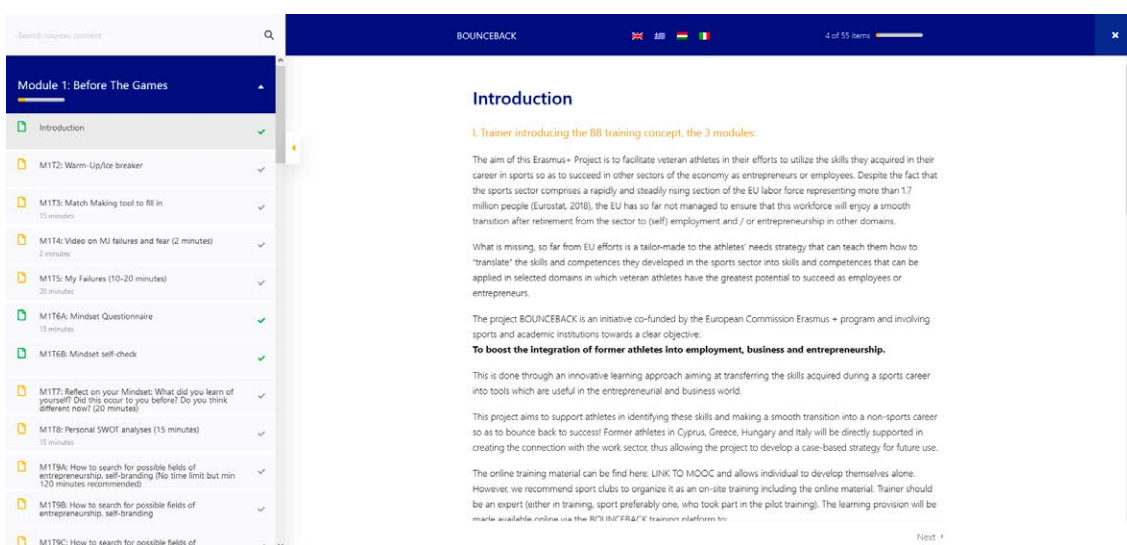 Search courses content
BOUNCEBACK
4 of 55 items
Module 1: Before The Games
Introduction
M1T2: Warm-Up/Ice breaker
M1T3: Match Making tool to fill in
15 minutes
M1T4: Video on MJ failures and fear (2 minutes)
2 minutes
M1T5: My Failures (10-20 minutes)
20 minutes
M1T6A: Mindset Questionnaire
15 minutes
M1T6B: Mindset self-check
M1T7: Reflect on your Mindset: What did you learn of
yourself? Did this occur to you before? Do you think
different now? (20 minutes)
M1T8: Personal SWOT analyses (15 minutes)
15 minutes
M1T9A: How to search for possible fields of
entrepreneurship. self-branding (No time limit but min
120 minutes recommended)
M1T9B: How to search for possible fields of
entrepreneurship. self-branding
M1T9C: How to search for possible fields of
Introduction
I. Trainer introducing the BB training concept, the 3 modules:
The aim of this Erasmus+ Project is to facilitate veteran athletes in their efforts to utilize the skills they acquired in their
career in sports so as to succeed in other sectors of the economy as entrepreneurs or employees. Despite the fact that
the sports sector comprises a rapidly and steadily rising section of the EU labor force representing more than 1.7
million people (Eurostat, 2018), the EU has so far not managed to ensure that this workforce will enjoy a smooth
transition after retirement from the sector to (self) employment and / or entrepreneurship in other domains.
What is missing, so far from EU efforts is a tailor-made to the athletes' needs strategy that can teach them how to
"translate" the skills and competences they developed in the sports sector into skills and competences that can be
applied in selected domains in which veteran athletes have the greatest potential to succeed as employees or
entrepreneurs.
The project BOUNCEBACK is an initiative co-funded by the European Commission Erasmus + program and involving
sports and academic institutions towards a clear objective:
To boost the integration of former athletes into employment, business and entrepreneurship.
This is done through an innovative learning approach aiming at transferring the skills acquired during a sports career
into tools which are useful in the entrepreneurial and business world.
This project aims to support athletes in identifying these skills and making a smooth transition into a non-sports career
so as to bounce back to success! Former athletes in Cyprus, Greece, Hungary and Italy will be directly supported in
creating the connection with the work sector, thus allowing the project to develop a case-based strategy for future use.
The online training material can be find here: LINK TO MOOC and allows individual to develop themselves alone.
However, we recommend sport clubs to organize it as an on-site training including the online material. Trainer should
be an expert (either in training, sport preferably one, who took part in the pilot training). The learning provision will be
made available online via the BOUNCEBACK training platform to:
Next